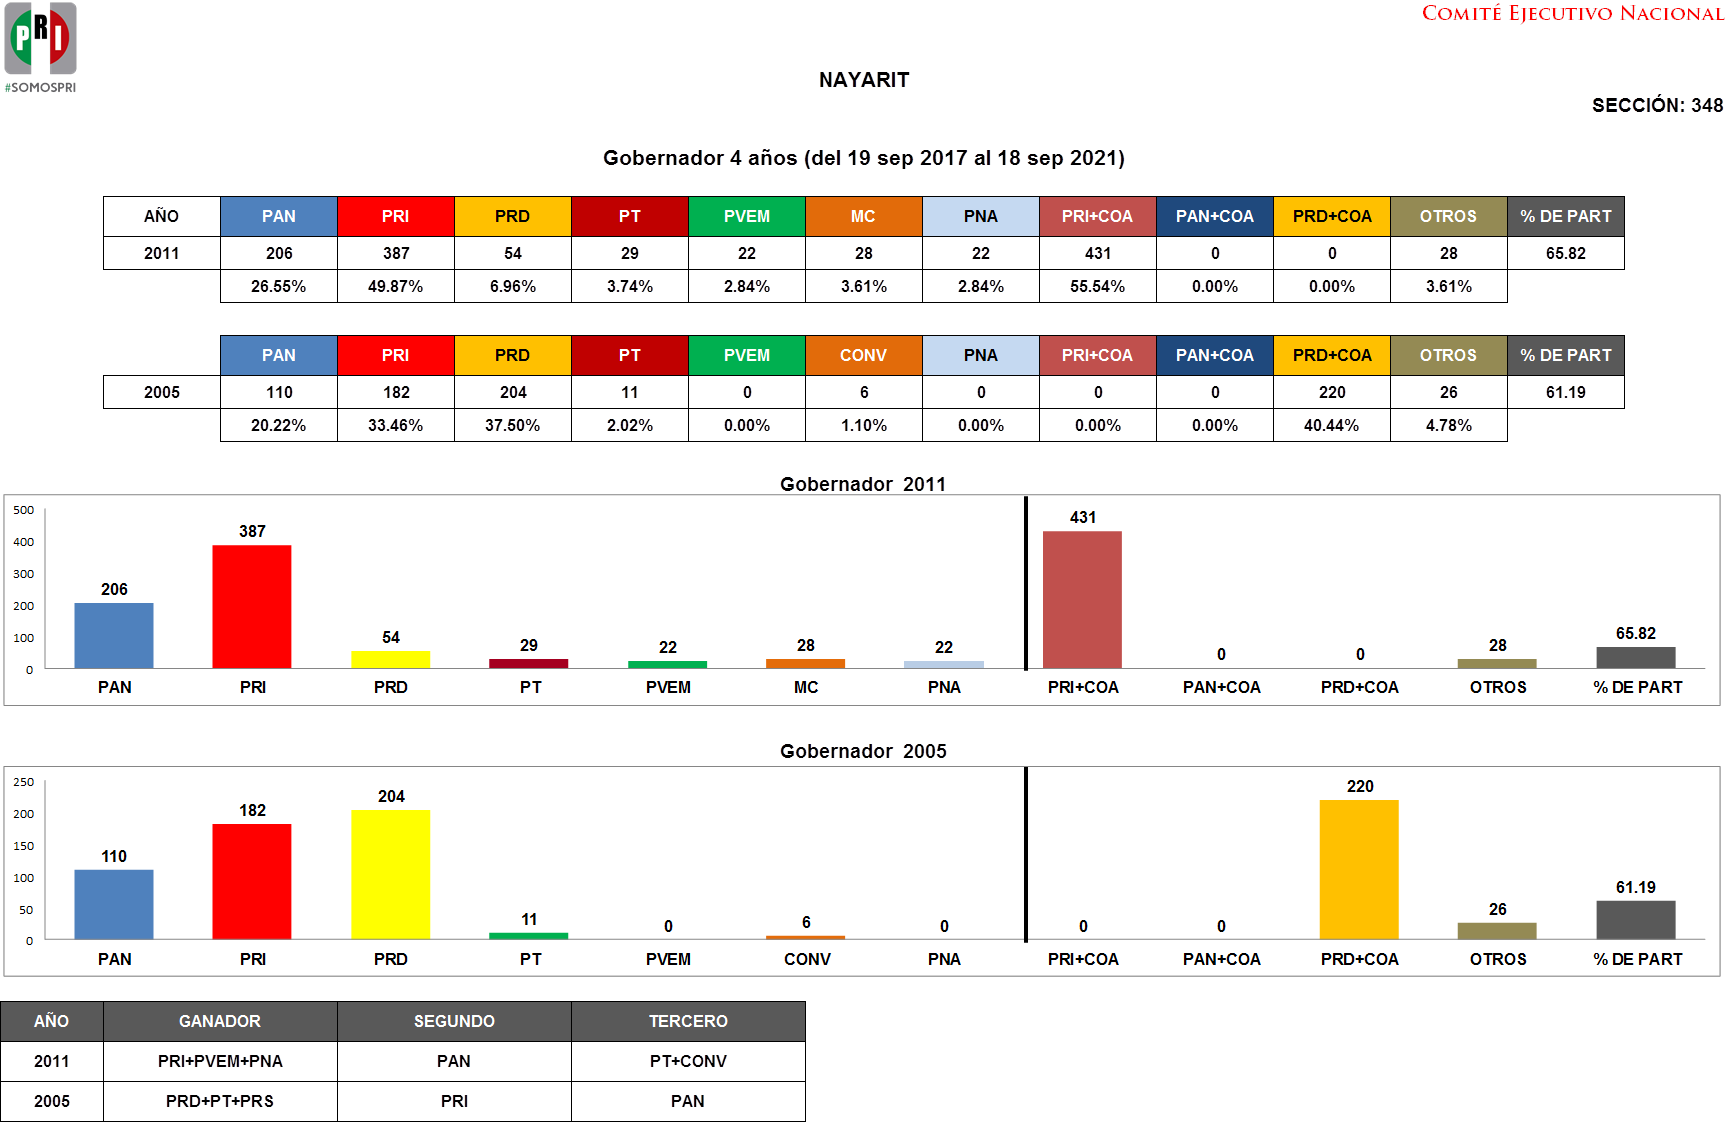 PRI
#SOMOSPRI
COMITÉ EJECUTIVO NACIONAL
NAYARIT
SECCIÓN: 348
Gobernador 4 años (del 19 sep 2017 al 18 sep 2021)
AÑO PAN PRI PRD PT PVEM MC PNA PRI+COA PAN+COA PRD+COA OTROS % DE PART
2011 206 387 54 29 22 28 22 431 0 0 28 65.82
26.55% 49.87% 6.96% 3.74% 2.84% 3.61% 2.84% 55.54% 0.00% 0.00% 3.61%
PAN PRI PRD PT PVEM CONV PNA PRI+COA PAN+COA PRD+COA OTROS % DE PART
2005 110 182 204 11 0 6 0 0 0 220 26 61.19
20.22% 33.46% 37.50% 2.02% 0.00% 1.10% 0.00% 0.00% 0.00% 40.44% 4.78%
Gobernador 2011
500
400
300
200
100
0
206 387 54 29 22 28 22 431 0 0 28 65.82
PAN PRI PRD PT PVEM MC PNA PRI+COA PAN+COA PRD+COA OTROS % DE PART
Gobernador 2005
250
200
150
100
50
0
110 182 204 11 0 6 0 0 0 220 26 61.19
PAN PRI PRD PT PVEM CONV PNA PRI+COA PAN+COA PRD+COA OTROS % DE PART
AÑO GANADOR SEGUNDO TERCERO
2011 PRI+PVEM+PNA PAN PT+CONV
2005 PRD+PT+PRS PRI PAN